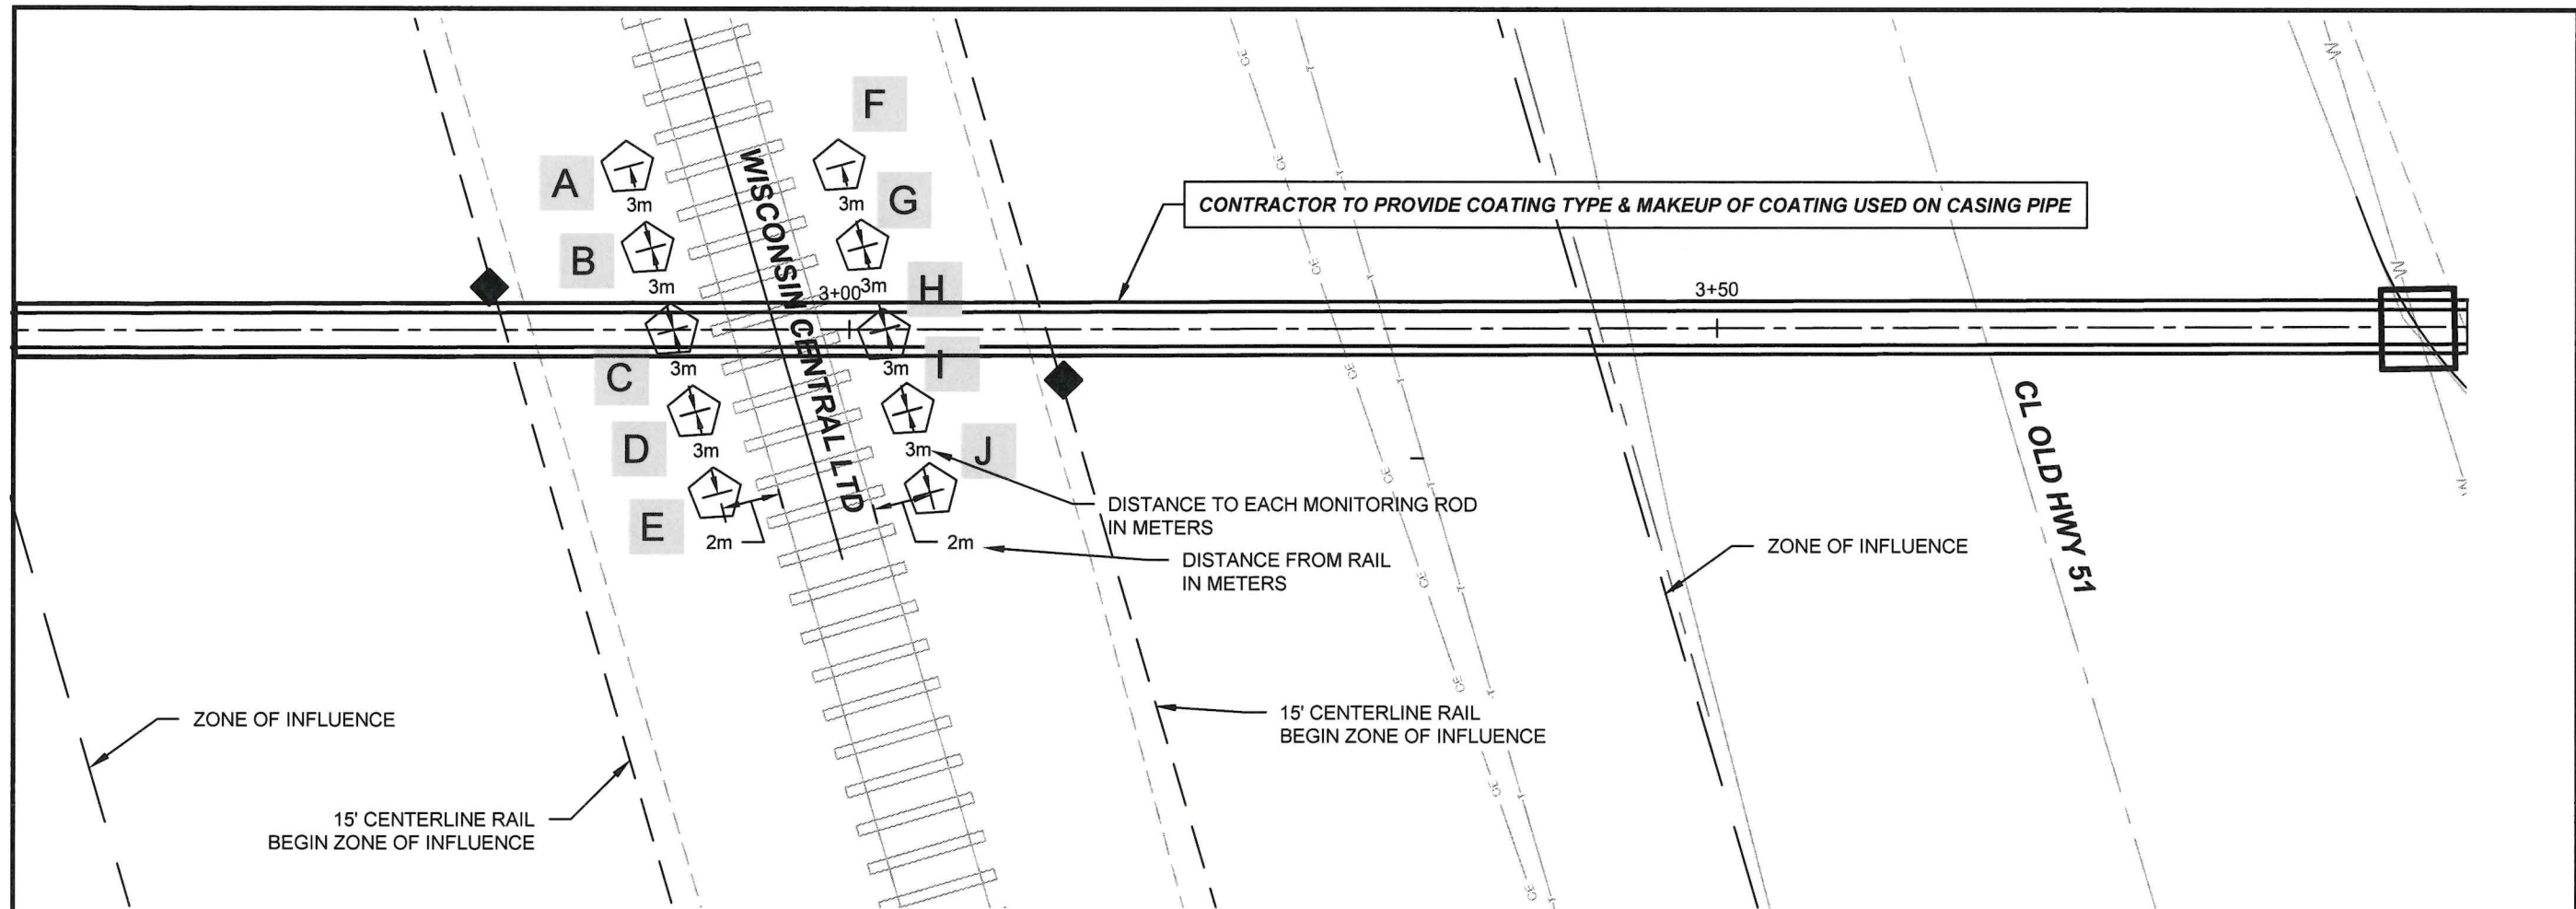 F
A
3m
3m
G
B
WISCONSIN CENTRAL LTD
CONTRACTOR TO PROVIDE COATING TYPE & MAKEUP OF COATING USED ON CASING PIPE
3m
3+00
3m
H
3+50
C
3m
3m
I
D
3m
3m
J
E
2m
2m
DISTANCE TO EACH MONITORING ROD
IN METERS
DISTANCE FROM RAIL
IN METERS
ZONE OF INFLUENCE
CL OLD HWY 51
ZONE OF INFLUENCE
15' CENTERLINE RAIL
BEGIN ZONE OF INFLUENCE
15' CENTERLINE RAIL
BEGIN ZONE OF INFLUENCE